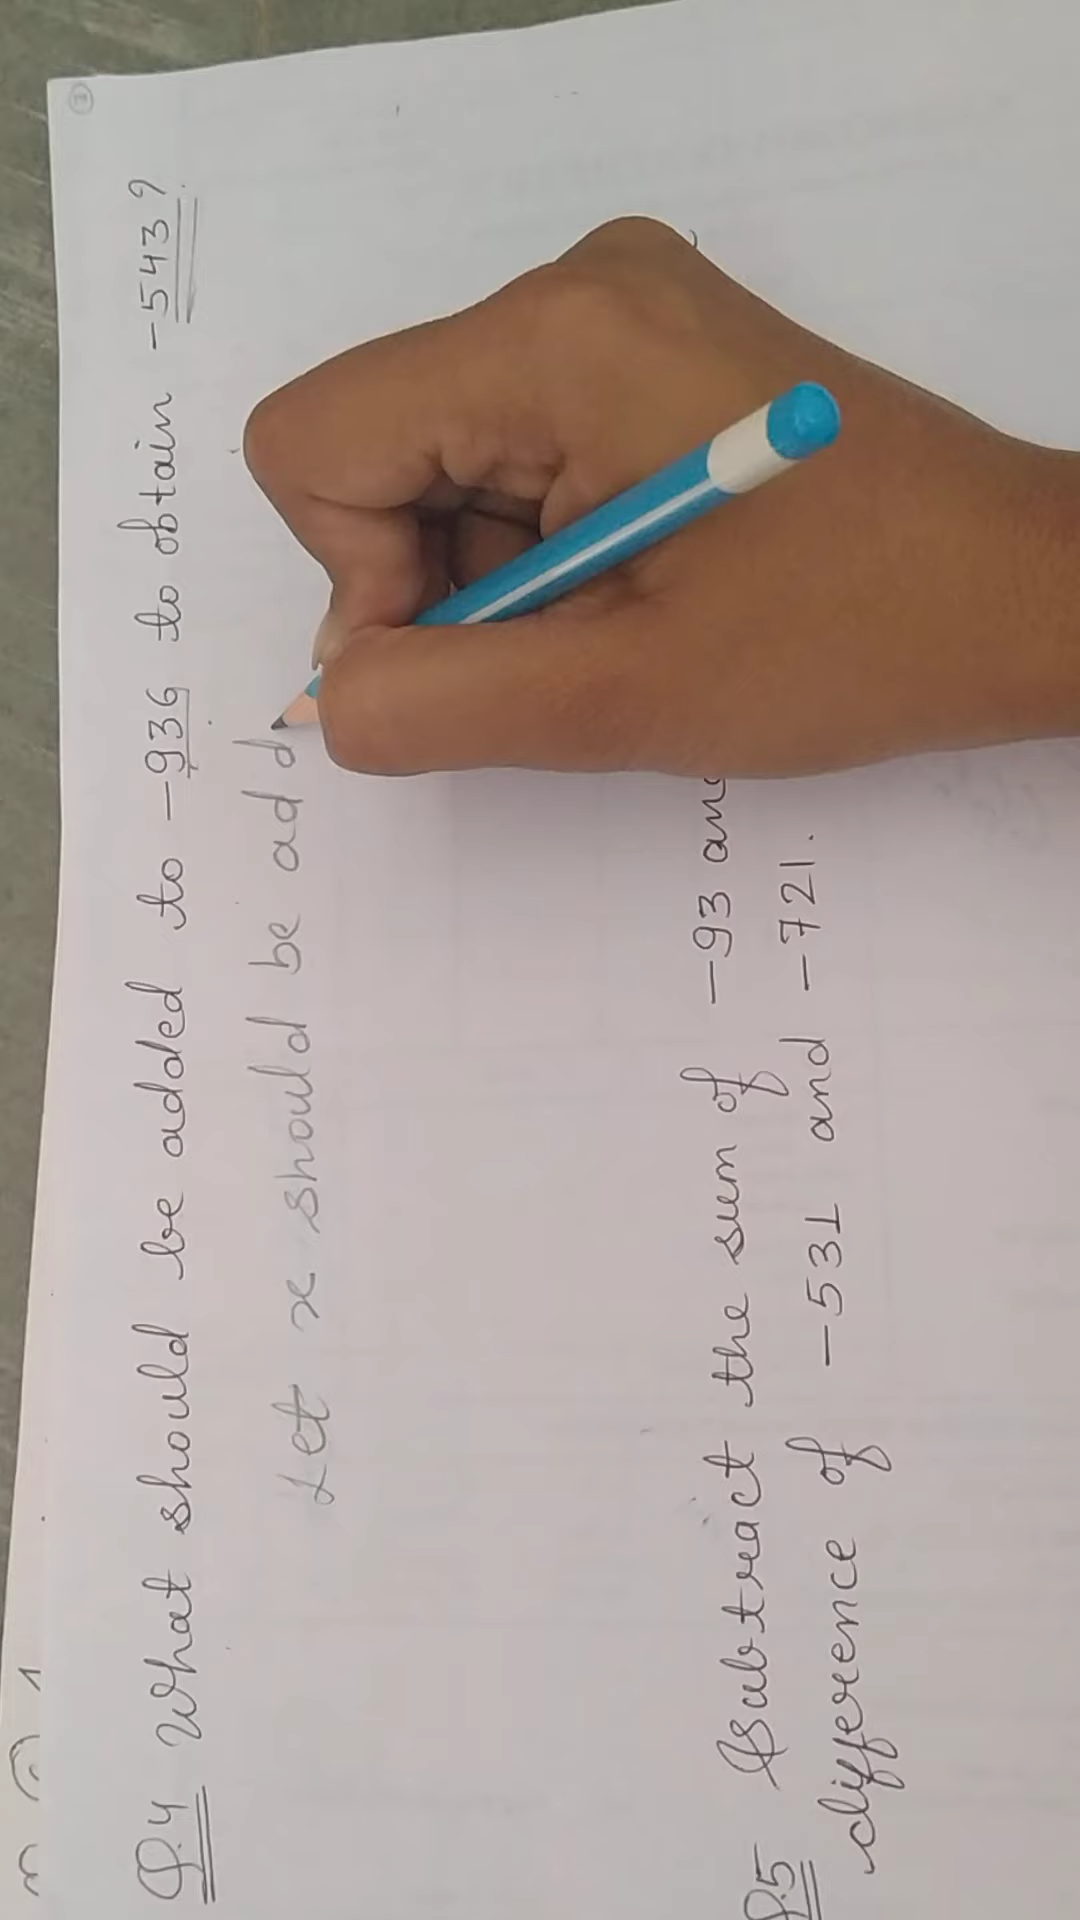 Q.4 What should be added to -936 to obtain -543?
Let x should be add
Q.5 Subtract the sum of -93 and
difference of -531 and -721.